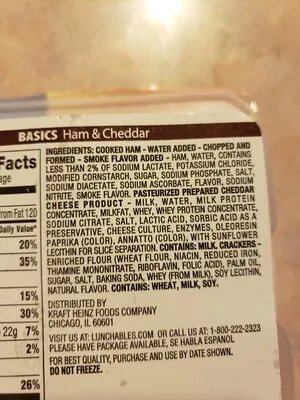 BASICS Ham & Cheddar
Facts
age
from Fat 120
Daily Value*
20%
35%
15%
30%
22g 7%
2%
26%
INGREDIENTS: COOKED HAM - WATER ADDED - CHOPPED AND
FORMED - SMOKE FLAVOR ADDED - HAM, WATER, CONTAINS
LESS THAN 2% OF SODIUM LACTATE, POTASSIUM CHLORIDE,
MODIFIED CORNSTARCH, SUGAR, SODIUM PHOSPHATE, SALT,
SODIUM DIACETATE, SODIUM ASCORBATE, FLAVOR, SODIUM
NITRITE, SMOKE FLAVOR. PASTEURIZED PREPARED CHEDDAR
CHEESE PRODUCT - MILK, WATER, MILK PROTEIN
CONCENTRATE, MILKFAT, WHEY, WHEY PROTEIN CONCENTRATE,
SODIUM CITRATE, SALT, LACTIC ACID, SORBIC ACID AS A
PRESERVATIVE, CHEESE CULTURE, ENZYMES, OLEORESIN
PAPRIKA (COLOR), ANNATTO (COLOR), WITH SUNFLOWER
LECITHIN FOR SLICE SEPARATION. CONTAINS: MILK. CRACKERS -
ENRICHED FLOUR (WHEAT FLOUR, NIACIN, REDUCED IRON,
THIAMINE MONONITRATE, RIBOFLAVIN, FOLIC ACID), PALM OIL,
SUGAR, SALT, BAKING SODA, WHEY (FROM MILK), SOY LECITHIN,
NATURAL FLAVOR. CONTAINS: WHEAT, MILK, SOY.
DISTRIBUTED BY
KRAFT HEINZ FOODS COMPANY
CHICAGO, IL 60601
VISIT US AT: LUNCHABLES.COM OR CALL US AT: 1-800-222-2323
PLEASE HAVE PACKAGE AVAILABLE, SE HABLA ESPAÑOL
FOR BEST QUALITY, PURCHASE AND USE BY DATE SHOWN.
DO NOT FREEZE.